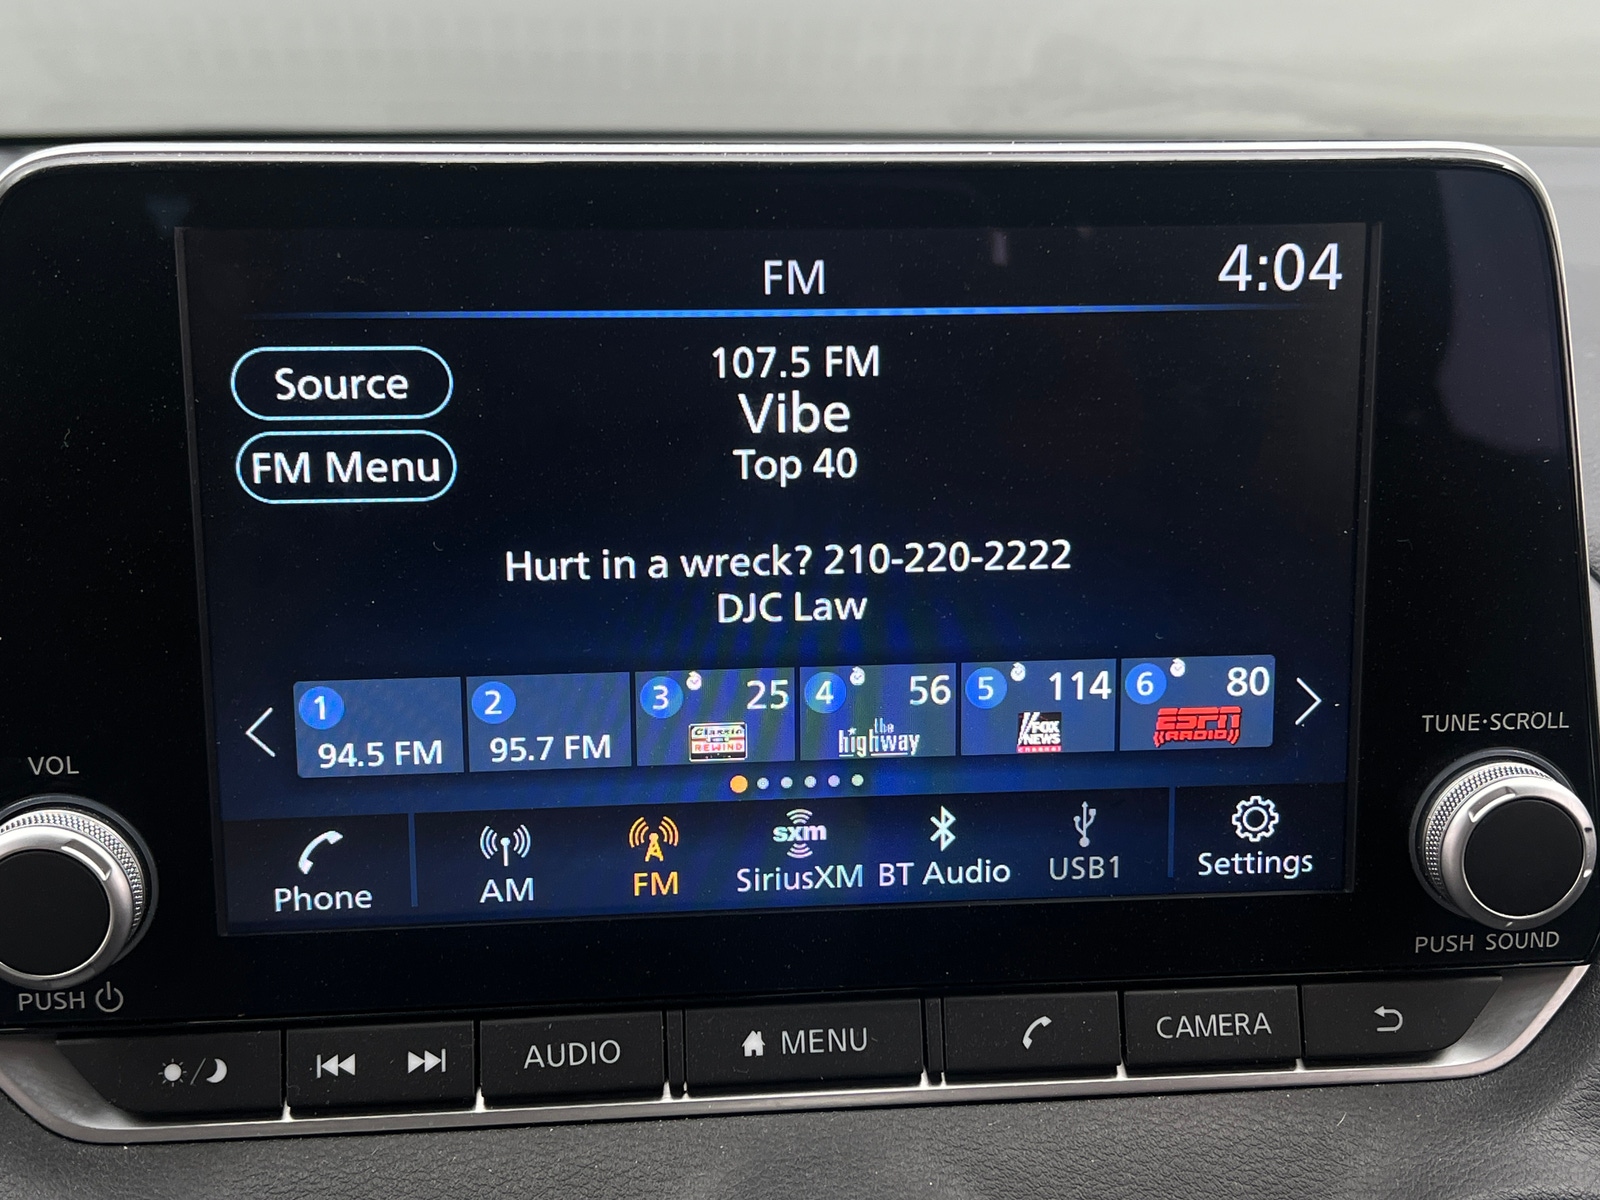 FM
4:04
Source
FM Menu
107.5 FM
Vibe
Top 40
Hurt in a wreck? 210-220-2222
DJC Law
1
94.5 FM
2
95.7 FM
3
25
Classic
REWIND
4
56
the
highway
5
114
FOX
NEWS
CHANNEL
6
80
ESPN
RADIO
Phone
AM
FM
sxm
SiriusXM
BT Audio
USB1
Settings
VOL
PUSH
TUNE·SCROLL
PUSH SOUND
AUDIO
MENU
CAMERA